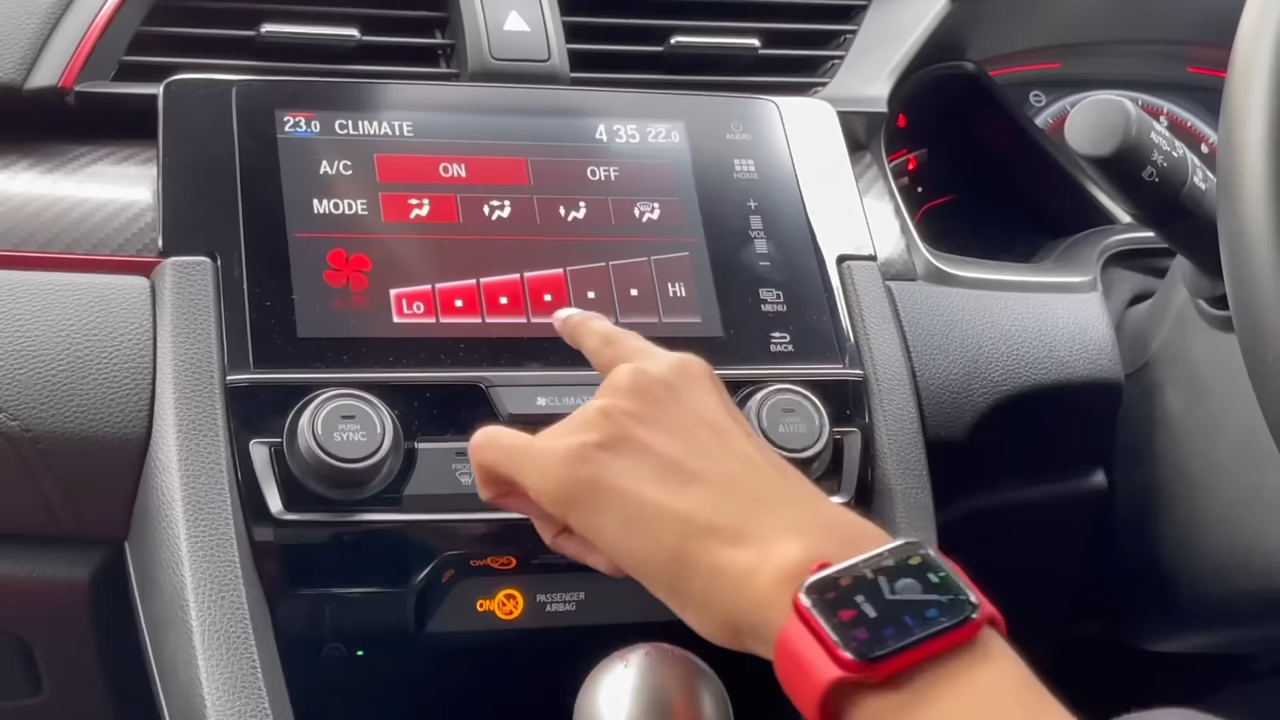 23.0 CLIMATE 4 35 22.0
A/C ON OFF
MODE
Lo Hi
AUDIO
HOME
+
VOL
−
MENU
BACK
CLIMATE
PUSH
SYNC
AUTO
ON
PASSENGER
AIRBAG
AUTO